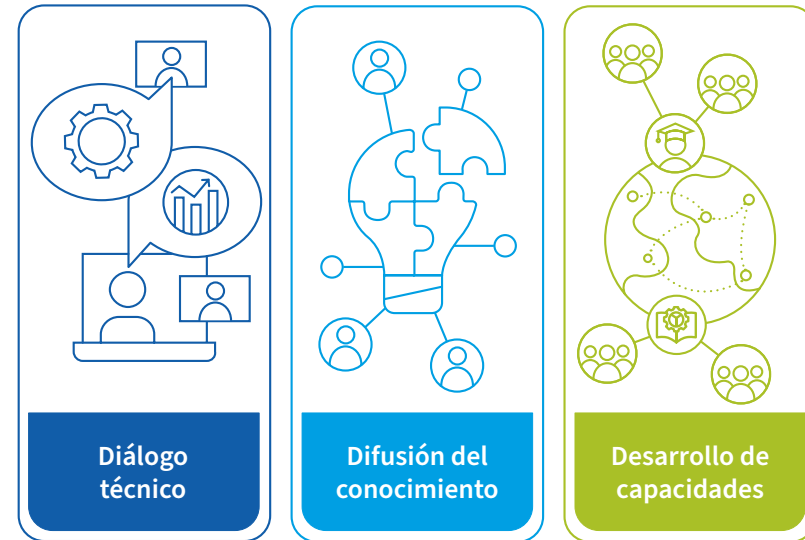 Diálogo
técnico
Difusión del
conocimiento
Desarrollo de
capacidades